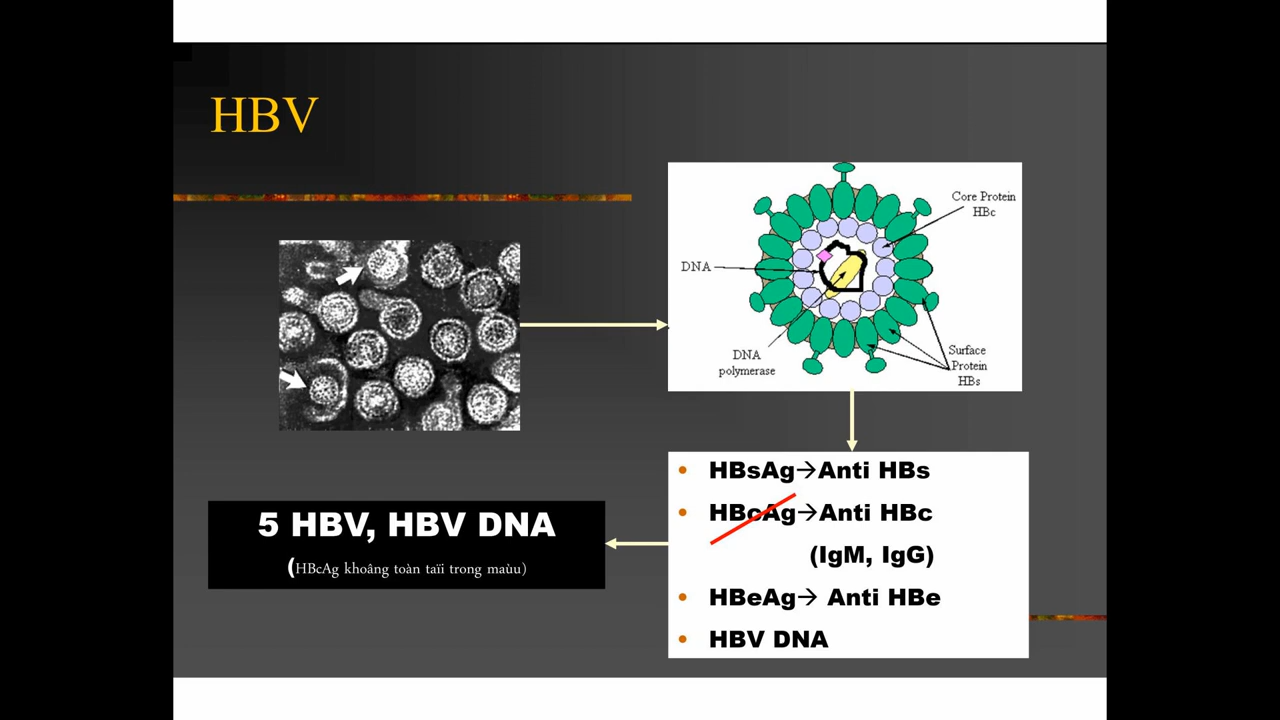 HBV
Core Protein
HBc
DNA
DNA
polymerase
Surface
Protein
HBs
• HBsAg→Anti HBs
• HBcAg→Anti HBc
(IgM, IgG)
• HBeAg→ Anti HBe
• HBV DNA
5 HBV, HBV DNA
(HBcAg khoâng toàn taïi trong maùu)